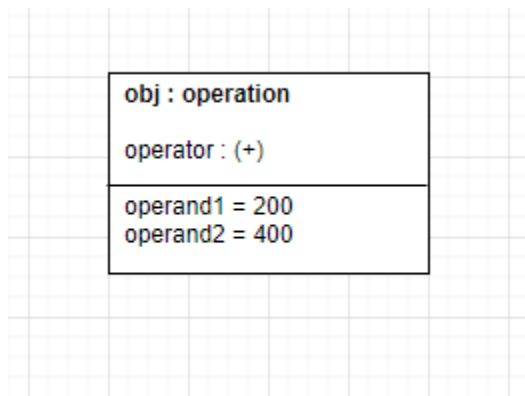 obj : operation
operator : (+)
operand1 = 200
operand2 = 400